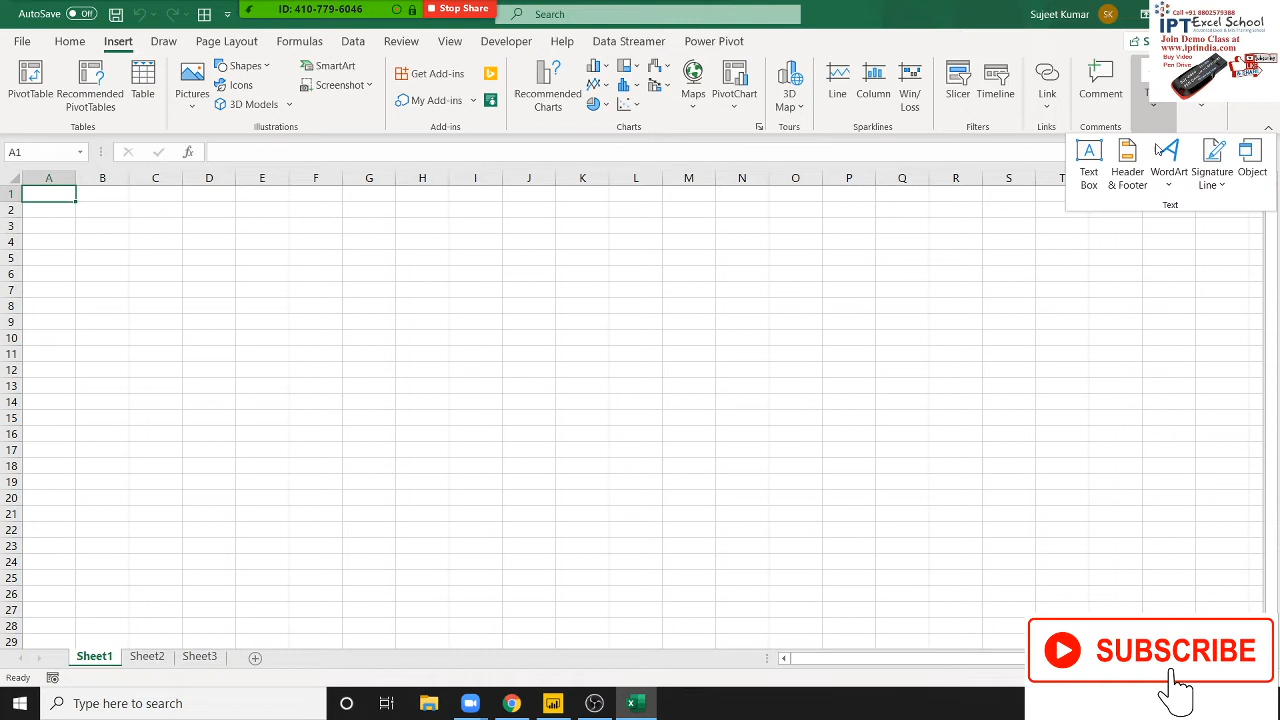 AutoSave Off
ID: 410-779-6046
Stop Share
Search
Sujeet Kumar
SK
Call +91 8802579388
IPT Excel School
Join Demo Class at
www.iptindia.com
Buy Video
Pen Drive
File Home Insert Draw Page Layout Formulas Data Review View Developer Help Data Streamer Power Pivot
PivotTable
Recommended PivotTables
Table
Tables
Pictures
Shapes
Icons
3D Models
SmartArt
Screenshot
Illustrations
Get Add-ins
My Add-ins
Add-ins
Recommended Charts
Maps
PivotChart
Charts
3D Map
Tours
Line
Column
Win/ Loss
Sparklines
Slicer
Timeline
Filters
Link
Links
Comment
Comments
Text Box
Header & Footer
WordArt
Signature Line
Object
Text
A1
fx
A B C D E F G H I J K L M N O P Q R S T
1
2
3
4
5
6
7
8
9
10
11
12
13
14
15
16
17
18
19
20
21
22
23
24
25
26
27
28
29
Sheet1 Sheet2 Sheet3
Ready
SUBSCRIBE
Type here to search